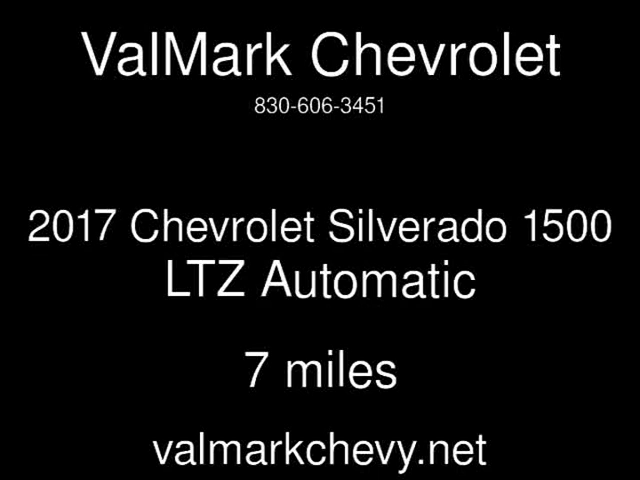 ValMark Chevrolet
830-606-3451
2017 Chevrolet Silverado 1500
LTZ Automatic
7 miles
valmarkchevy.net